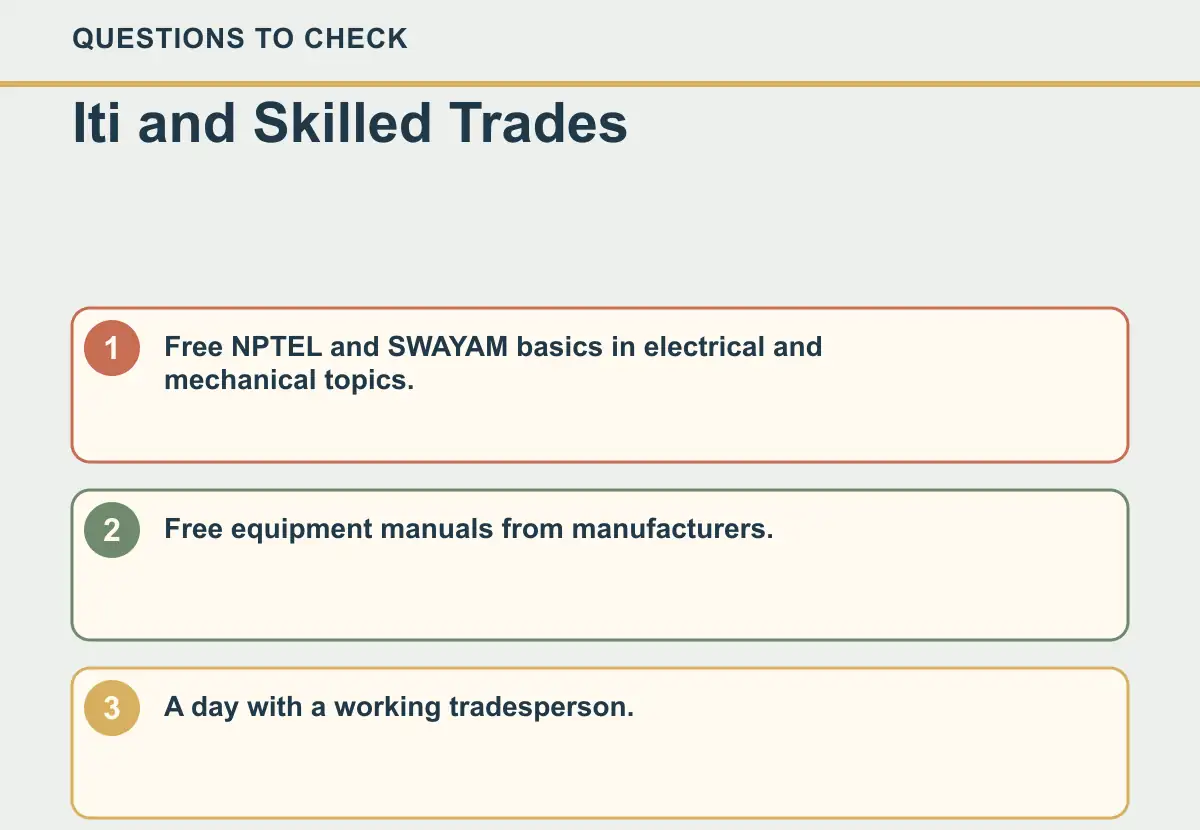 QUESTIONS TO CHECK
Iti and Skilled Trades
1
Free NPTEL and SWAYAM basics in electrical and
mechanical topics.
2
Free equipment manuals from manufacturers.
3
A day with a working tradesperson.